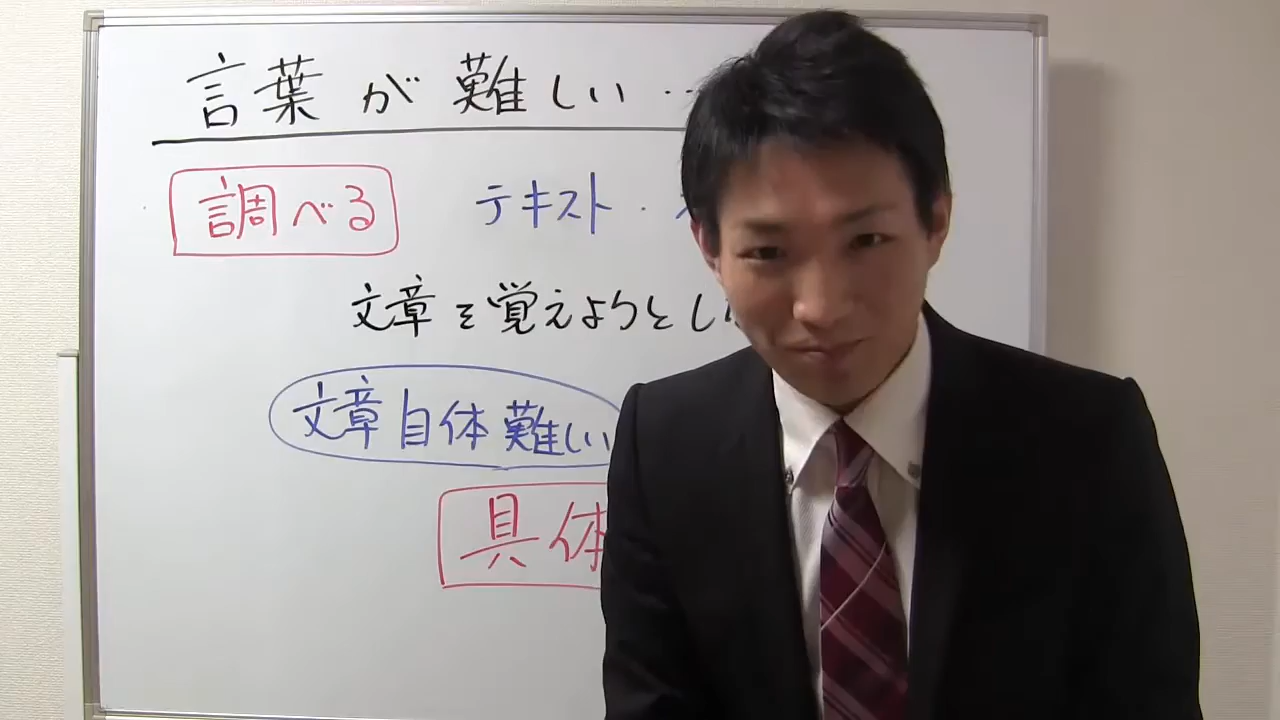 言葉が難しい…
調べる テキスト・
文章を覚えようとし
文章自体難しい
具体